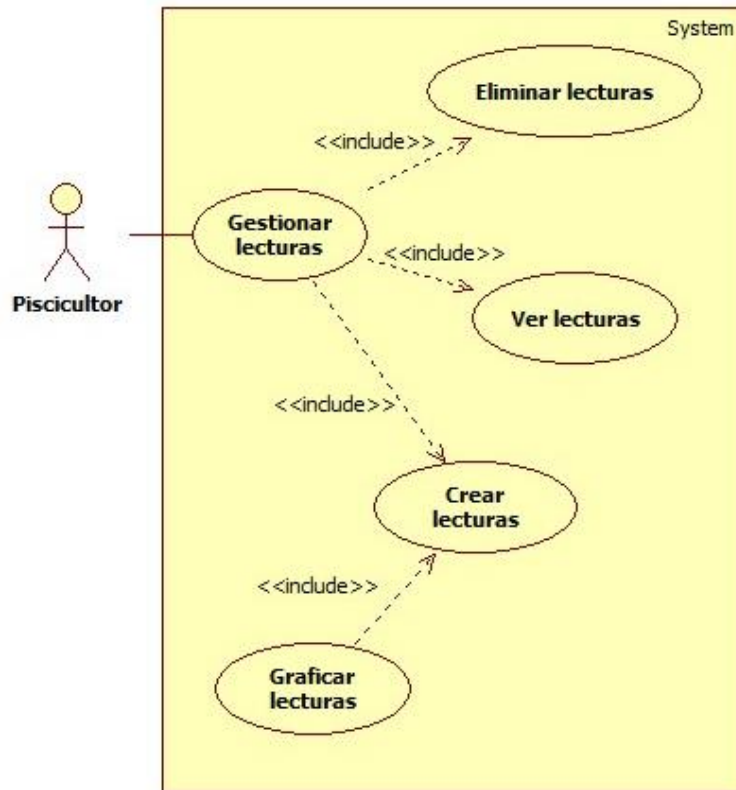 System
Eliminar lecturas
<<include>>
Gestionar
lecturas
<<include>>
Piscicultor
Ver lecturas
<<include>>
Crear
lecturas
<<include>>
Graficar
lecturas